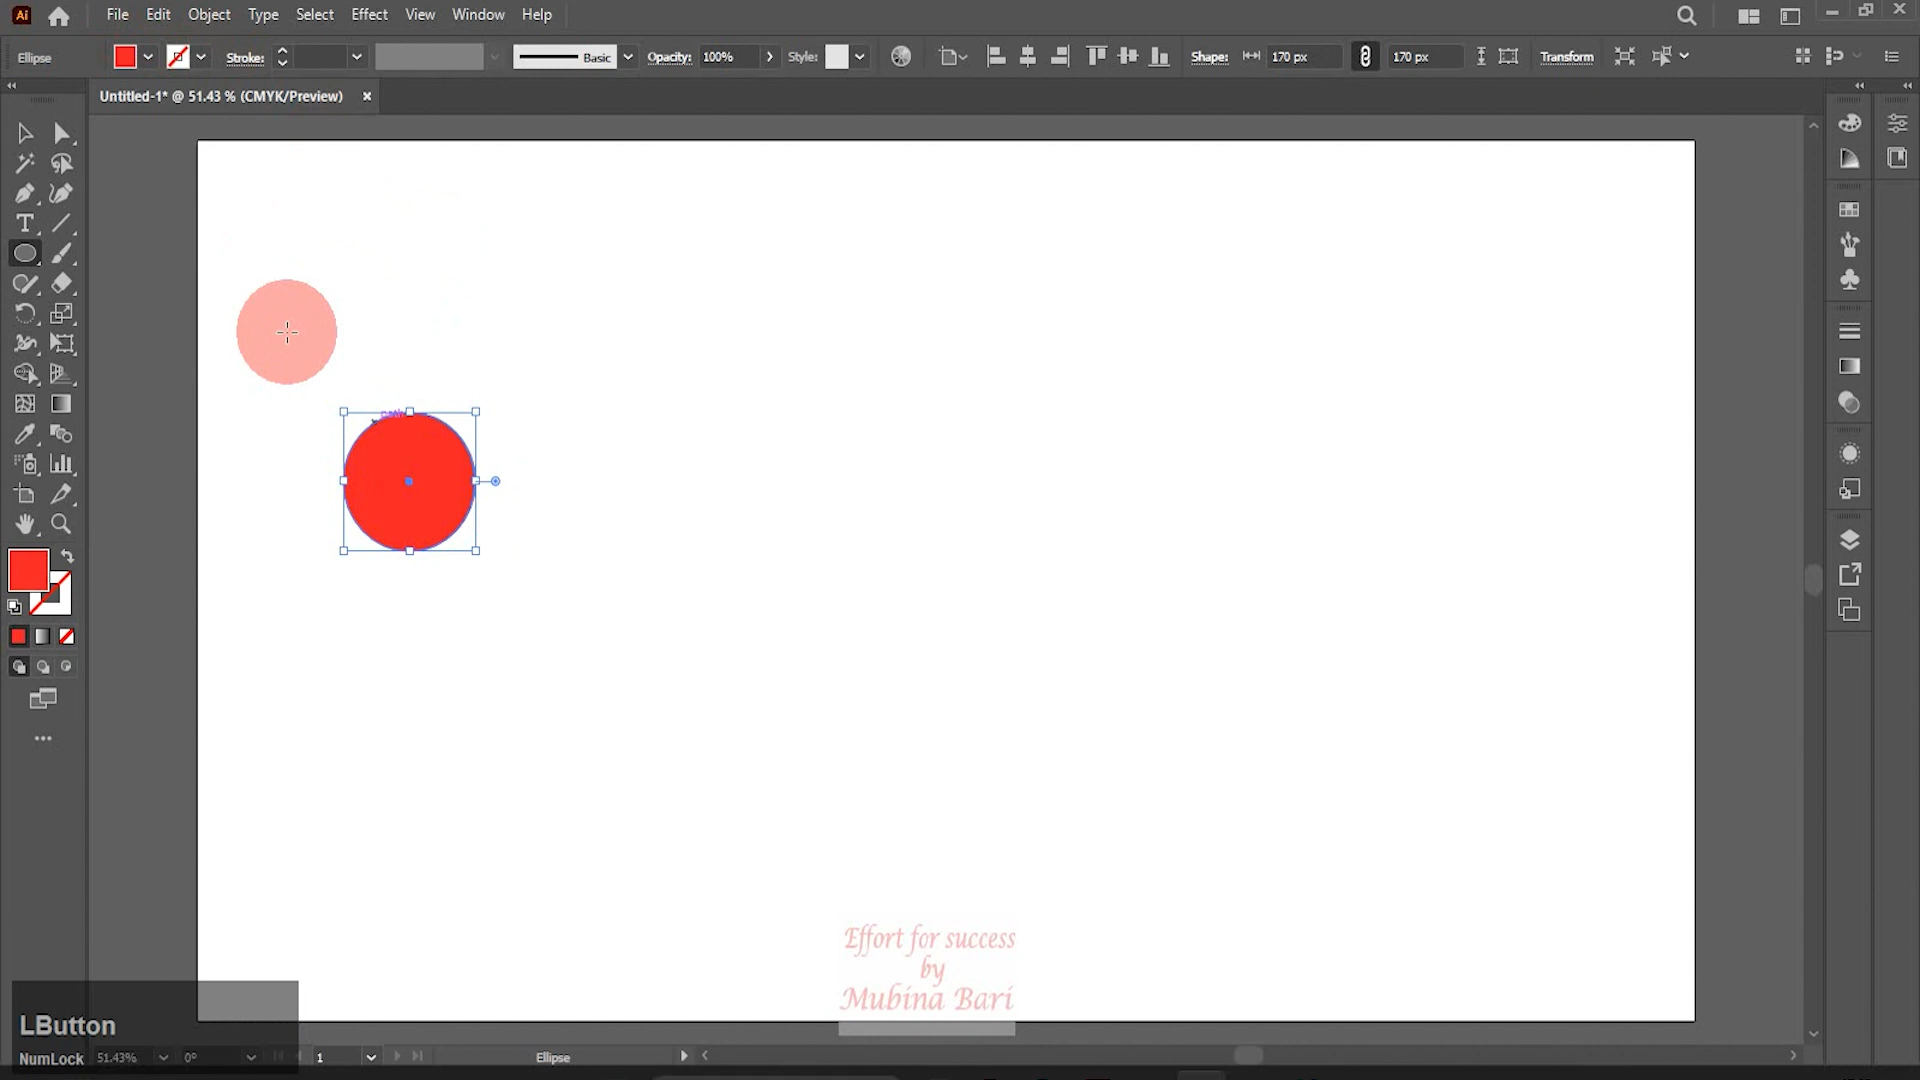 Ai File Edit Object Type Select Effect View Window Help
Ellipse Stroke: Basic Opacity: 100% Style: Shape: 170 px 170 px Transform
Untitled-1* @ 51.43 % (CMYK/Preview) ×
Effort for success
by
Mubina Bari
LButton
NumLock 51.43% 0° 1 Ellipse